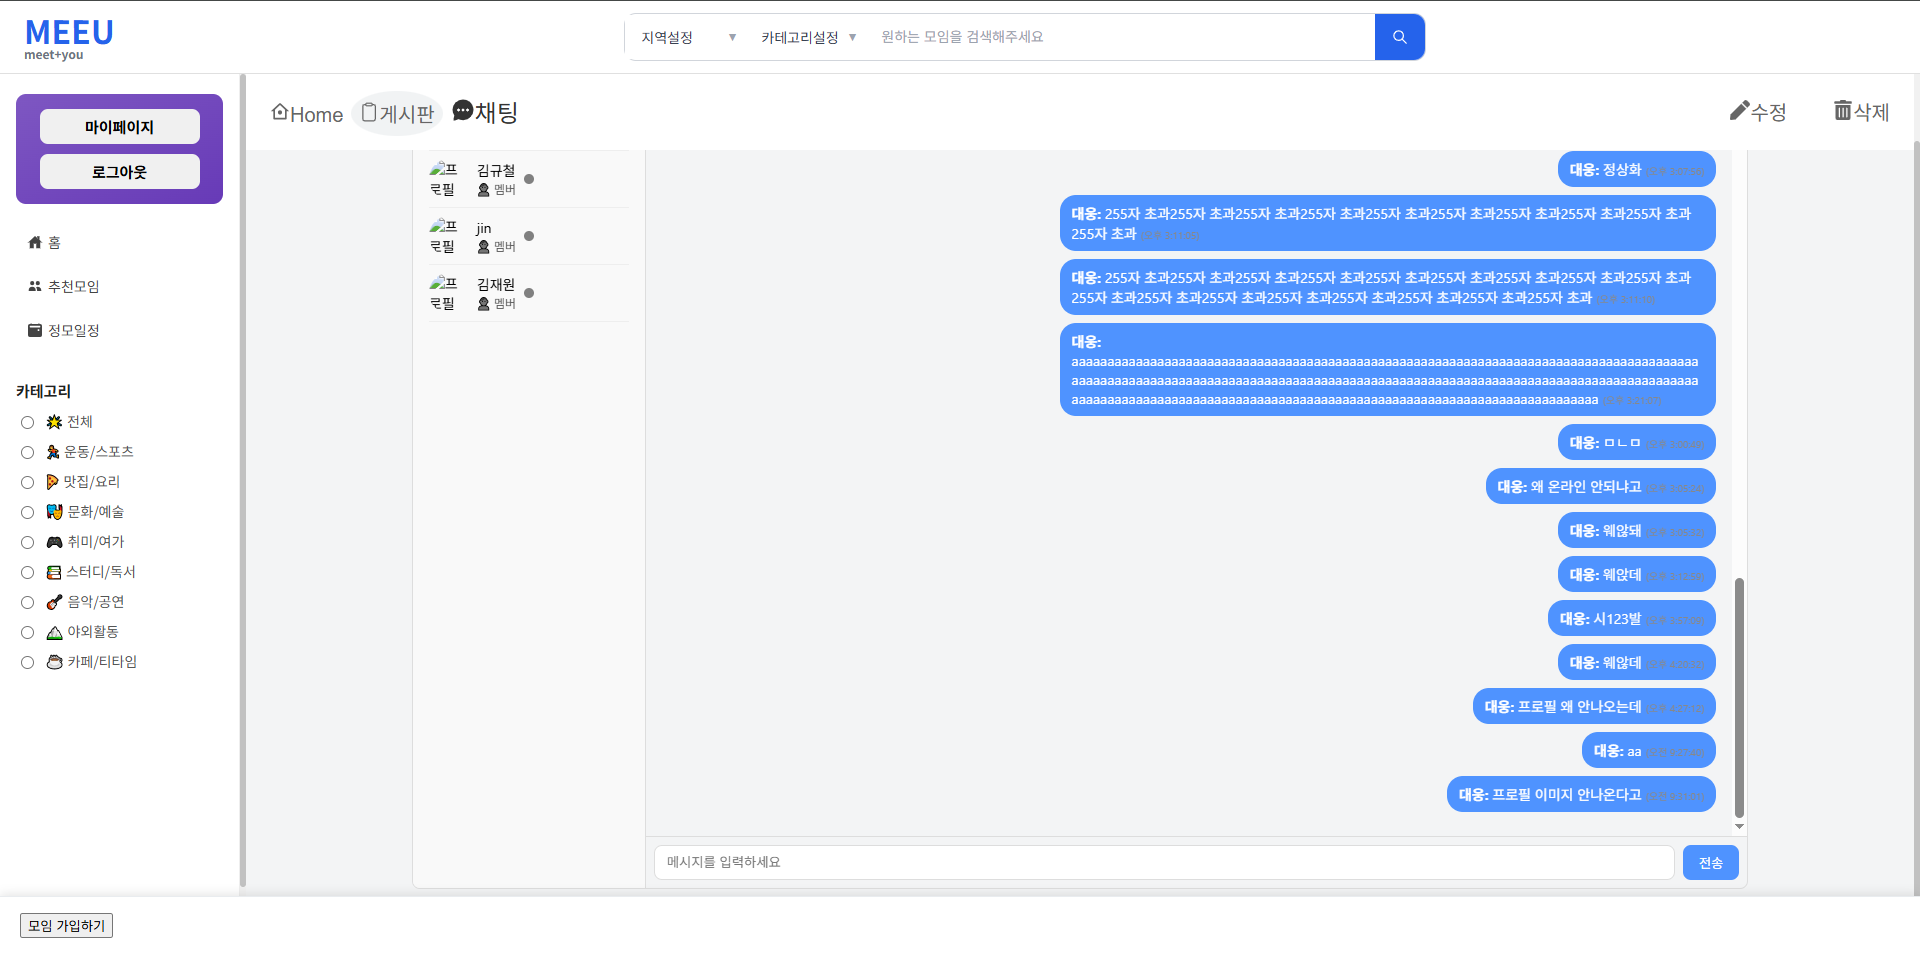 MEEU
meet+you
지역설정 ▼ 카테고리설정 ▼ 원하는 모임을 검색해주세요
마이페이지
로그아웃
홈
추천모임
정모일정
카테고리
전체
운동/스포츠
맛집/요리
문화/예술
취미/여가
스터디/독서
음악/공연
야외활동
카페/티타임
Home 게시판 채팅
수정 삭제
프로필 김규철
멤버
프로필 jin
멤버
프로필 김재원
멤버
대웅: 정상화
대웅: 255자 초과255자 초과255자 초과255자 초과255자 초과255자 초과255자 초과255자 초과255자 초과
255자 초과
대웅: 255자 초과255자 초과255자 초과255자 초과255자 초과255자 초과255자 초과255자 초과255자 초과
255자 초과255자 초과255자 초과255자 초과255자 초과255자 초과255자 초과255자 초과
대웅:
대웅: ㅁㄴㅁ
대웅: 왜 온라인 안되냐고
대웅: 웨않돼
대웅: 웨앉데
대웅: 시123발
대웅: 웨않데
대웅: 프로필 왜 안나오는데
대웅: aa
대웅: 프로필 이미지 안나온다고
메시지를 입력하세요 전송
모임 가입하기